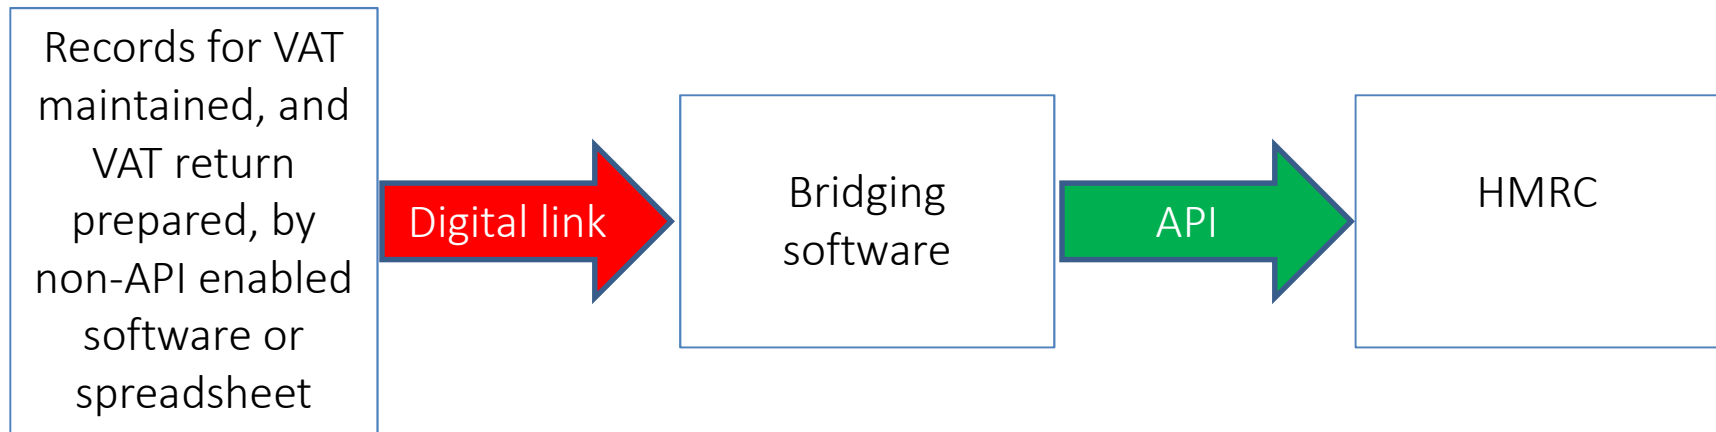 Records for VAT
maintained, and
VAT return
prepared, by
non-API enabled
software or
spreadsheet
Digital link
Bridging
software
API
HMRC